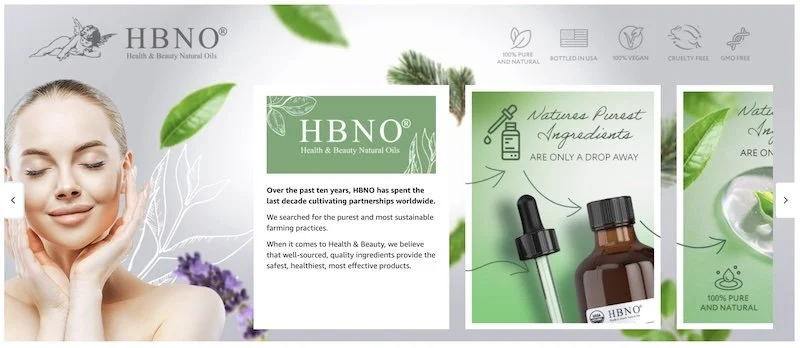 HBNO®
Health & Beauty Natural Oils
100% PURE
AND NATURAL
BOTTLED IN USA
100% VEGAN
CRUELTY FREE
GMO FREE
HBNO®
Health & Beauty Natural Oils
Over the past ten years, HBNO has spent the
last decade cultivating partnerships worldwide.
We searched for the purest and most sustainable
farming practices.
When it comes to Health & Beauty, we believe
that well-sourced, quality ingredients provide the
safest, healthiest, most effective products.
Natures Purest
Ingredients
ARE ONLY A DROP AWAY
HBNO®
Natu
Ing
ARE ON
100% PURE
AND NATURAL